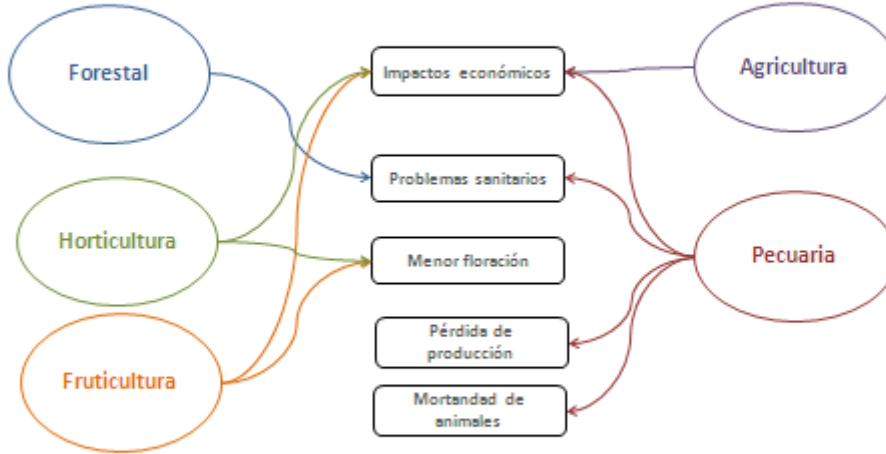 Forestal
Impactos económicos
Agricultura
Problemas sanitarios
Horticultura
Menor floración
Pecuaria
Pérdida de
producción
Fruticultura
Mortandad de
animales